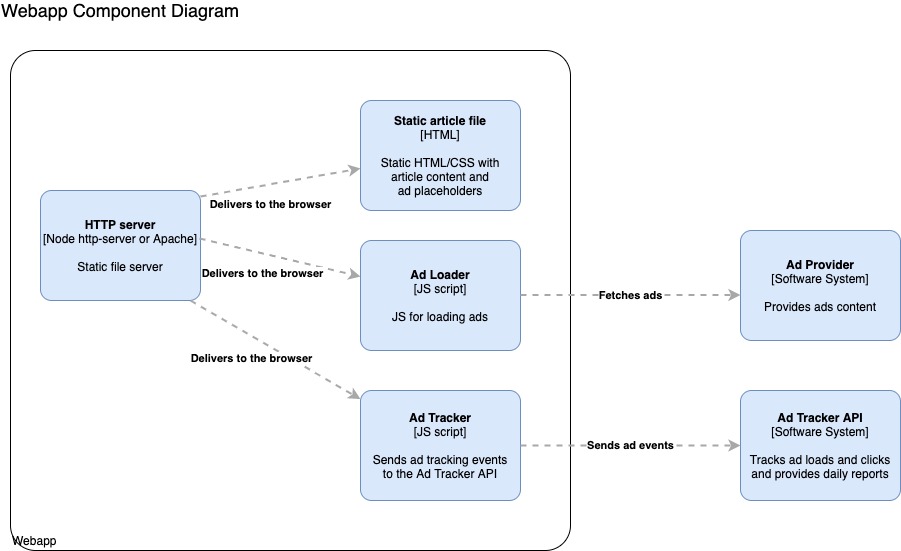 Webapp Component Diagram
Static article file
[HTML]
Static HTML/CSS with
article content and
ad placeholders
Delivers to the browser
HTTP server
[Node http-server or Apache]
Static file server
Delivers to the browser
Ad Loader
[JS script]
JS for loading ads
Fetches ads
Ad Provider
[Software System]
Provides ads content
Delivers to the browser
Ad Tracker
[JS script]
Sends ad tracking events
to the Ad Tracker API
Sends ad events
Ad Tracker API
[Software System]
Tracks ad loads and clicks
and provides daily reports
Webapp